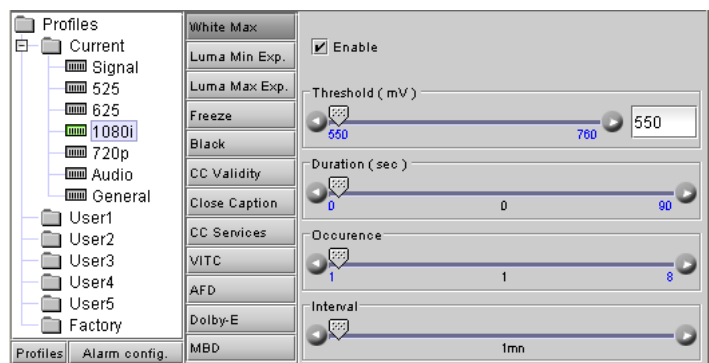 Profiles
Current
Signal
525
625
1080i
720p
Audio
General
User1
User2
User3
User4
User5
Factory
Profiles
Alarm config.
White Max
Luma Min Exp.
Luma Max Exp.
Freeze
Black
CC Validity
Close Caption
CC Services
VITC
AFD
Dolby-E
MBD
Enable
Threshold ( mV )
550 760 550
Duration ( sec )
0 0 90
Occurence
1 1 8
Interval
1mn